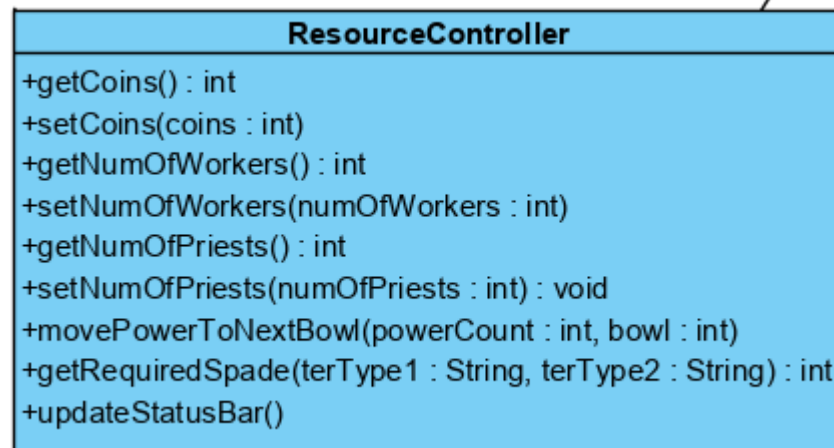 ResourceController
+getCoins() : int
+setCoins(coins : int)
+getNumOfWorkers() : int
+setNumOfWorkers(numOfWorkers : int)
+getNumOfPriests() : int
+setNumOfPriests(numOfPriests : int) : void
+movePowerToNextBowl(powerCount : int, bowl : int)
+getRequiredSpade(terType1 : String, terType2 : String) : int
+updateStatusBar()